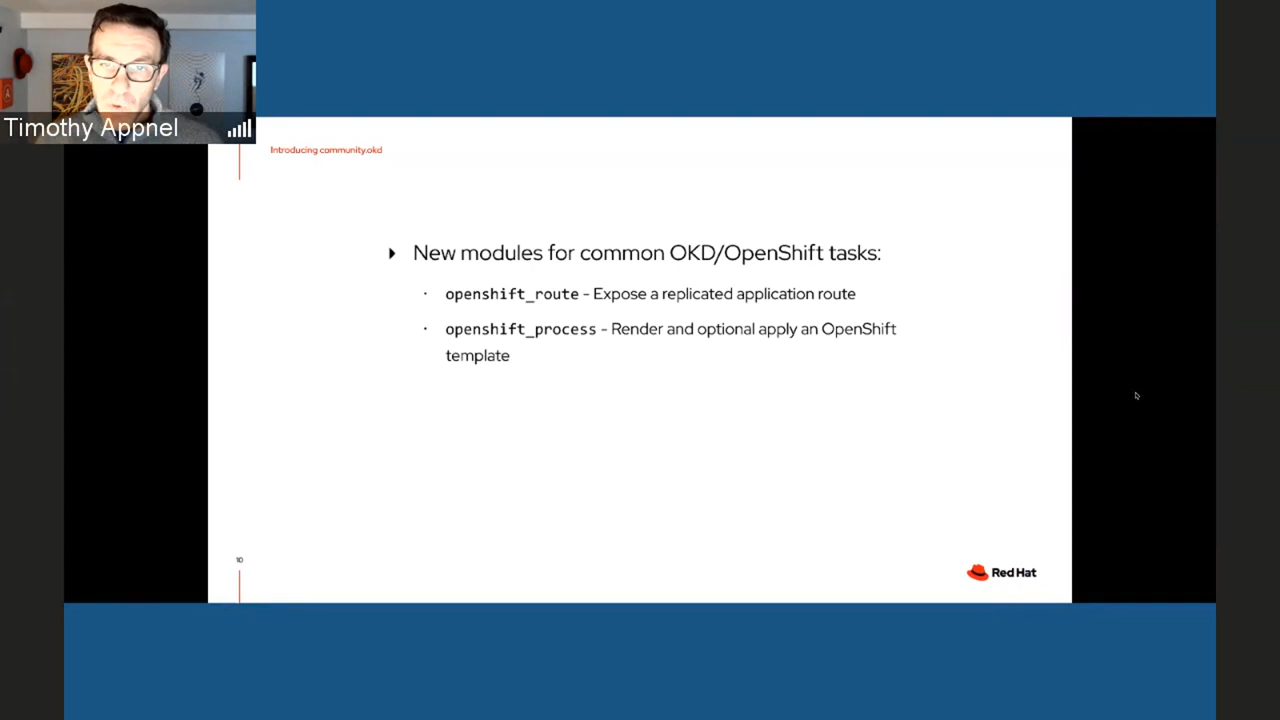 Timothy Appnel
Introducing community.okd
New modules for common OKD/OpenShift tasks:
openshift_route - Expose a replicated application route
openshift_process - Render and optional apply an OpenShift
template
10
Red Hat